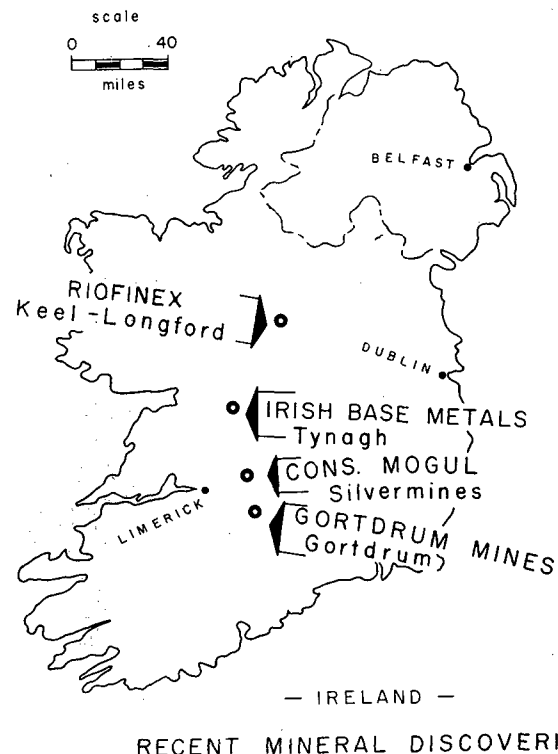 scale
0 40
miles
BELFAST
RIOFINEX
Keel-Longford
DUBLIN
IRISH BASE METALS
Tynagh
CONS. MOGUL
Silvermines
LIMERICK
GORTDRUM MINES
Gortdrum
— IRELAND —
RECENT MINERAL DISCOVERI